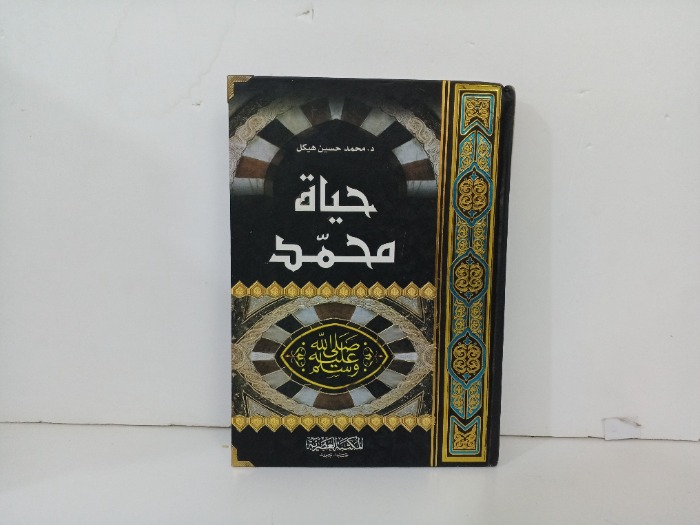 د. محمد حسين هيكل
حياة
محمّد
صلى الله
عليه
وسلم
المكتبة العصرية